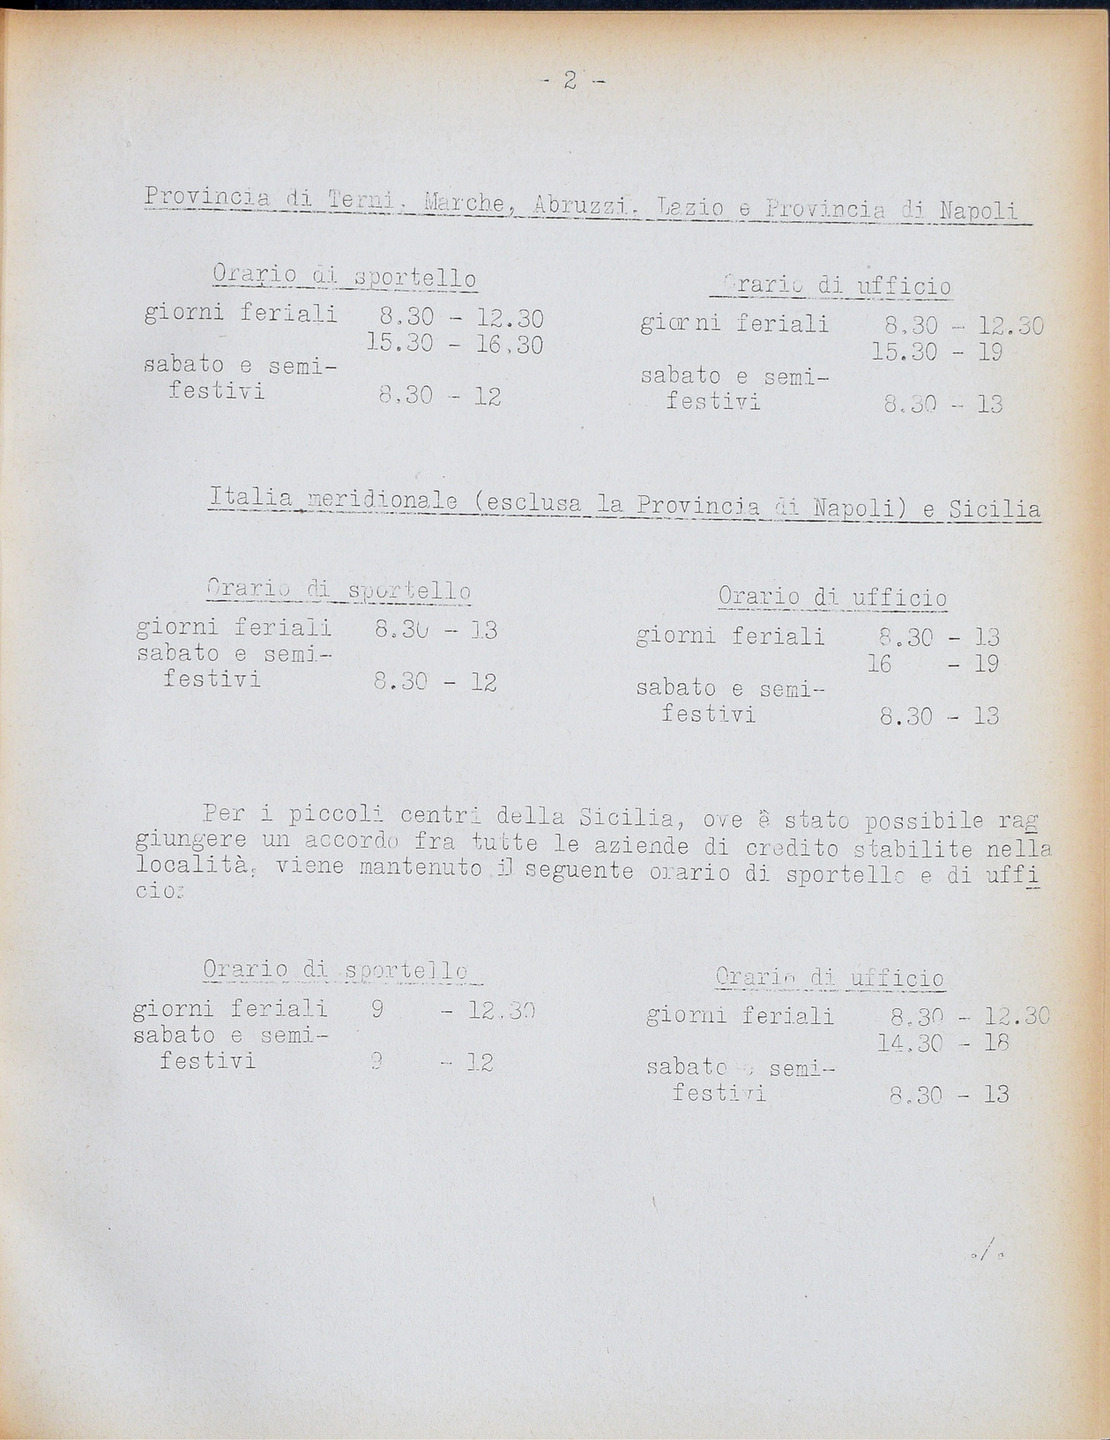 - 2 -
Provincia di Terni. Marche, Abruzzi. Lazio e Provincia di Napoli
Orario di sportello
giorni feriali 8.30 - 12.30
15.30 - 16.30
sabato e semi-
festivi 8.30 - 12
Orario di ufficio
giorni feriali 8.30 - 12.30
15.30 - 19
sabato e semi-
festivi 8.30 - 13
Italia meridionale (esclusa la Provincia di Napoli) e Sicilia
Orario di sportello
giorni feriali 8.30 - 13
sabato e semi-
festivi 8.30 - 12
Orario di ufficio
giorni feriali 8.30 - 13
16 - 19
sabato e semi-
festivi 8.30 - 13
Per i piccoli centri della Sicilia, ove è stato possibile rag
giungere un accordo fra tutte le aziende di credito stabilite nella
località, viene mantenuto il seguente orario di sportello e di uffi
cio:
Orario di sportello
giorni feriali 9 - 12.30
sabato e semi-
festivi 9 - 12
Orario di ufficio
giorni feriali 8.30 - 12.30
14.30 - 18
sabato e semi-
festivi 8.30 - 13
./.